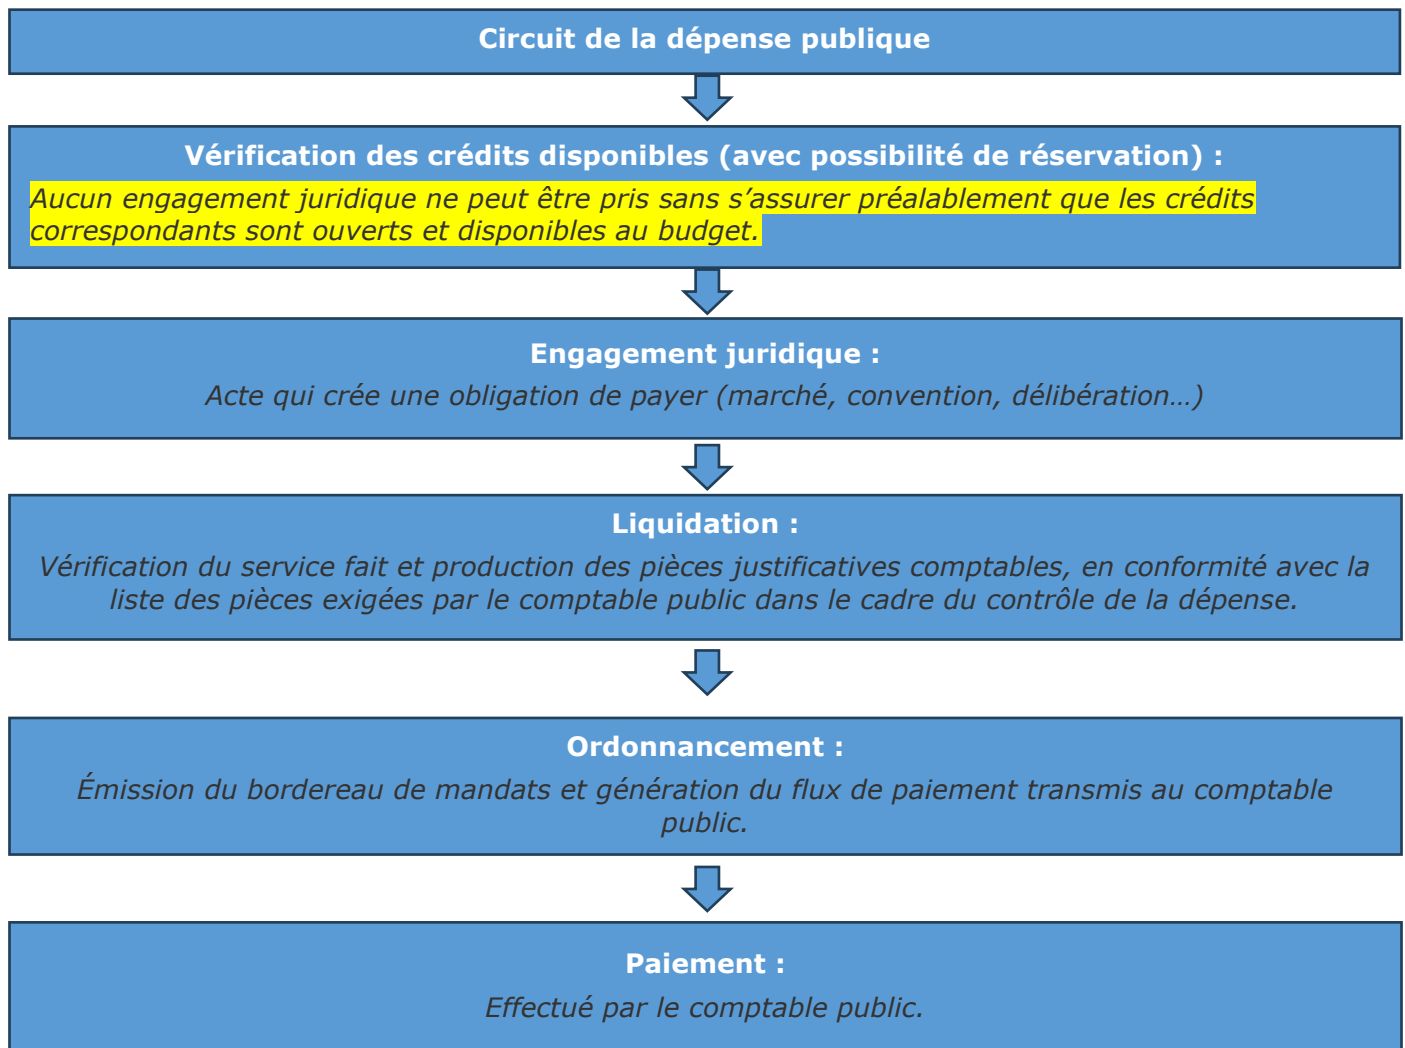 Circuit de la dépense publique
Vérification des crédits disponibles (avec possibilité de réservation) :
Aucun engagement juridique ne peut être pris sans s’assurer préalablement que les crédits
correspondants sont ouverts et disponibles au budget.
Engagement juridique :
Acte qui crée une obligation de payer (marché, convention, délibération…)
Liquidation :
Vérification du service fait et production des pièces justificatives comptables, en conformité avec la
liste des pièces exigées par le comptable public dans le cadre du contrôle de la dépense.
Ordonnancement :
Émission du bordereau de mandats et génération du flux de paiement transmis au comptable
public.
Paiement :
Effectué par le comptable public.